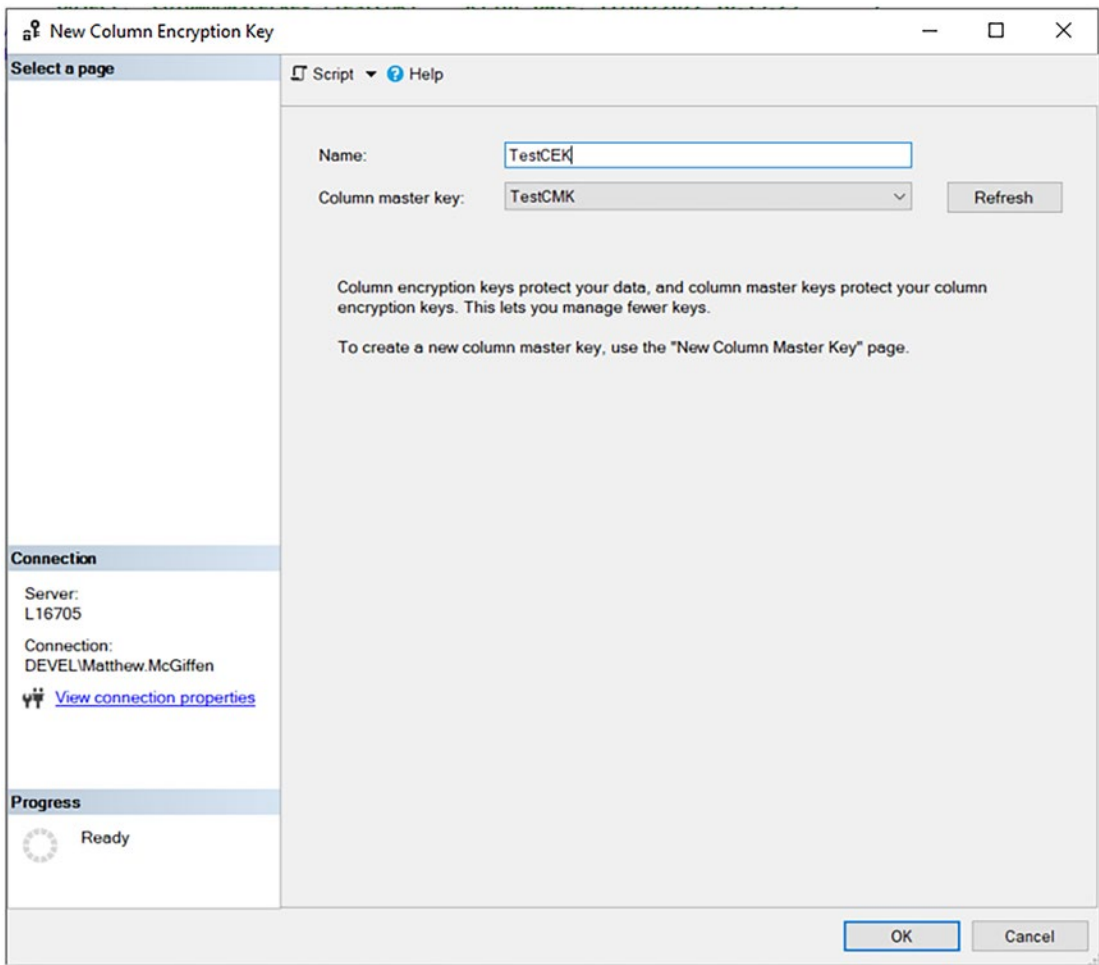 New Column Encryption Key
Select a page
Script
Help
Name:
TestCEK
Column master key:
TestCMK
Refresh
Column encryption keys protect your data, and column master keys protect your column
encryption keys. This lets you manage fewer keys.
To create a new column master key, use the "New Column Master Key" page.
Connection
Server:
L16705
Connection:
DEVEL\Matthew.McGiffen
View connection properties
Progress
Ready
OK
Cancel